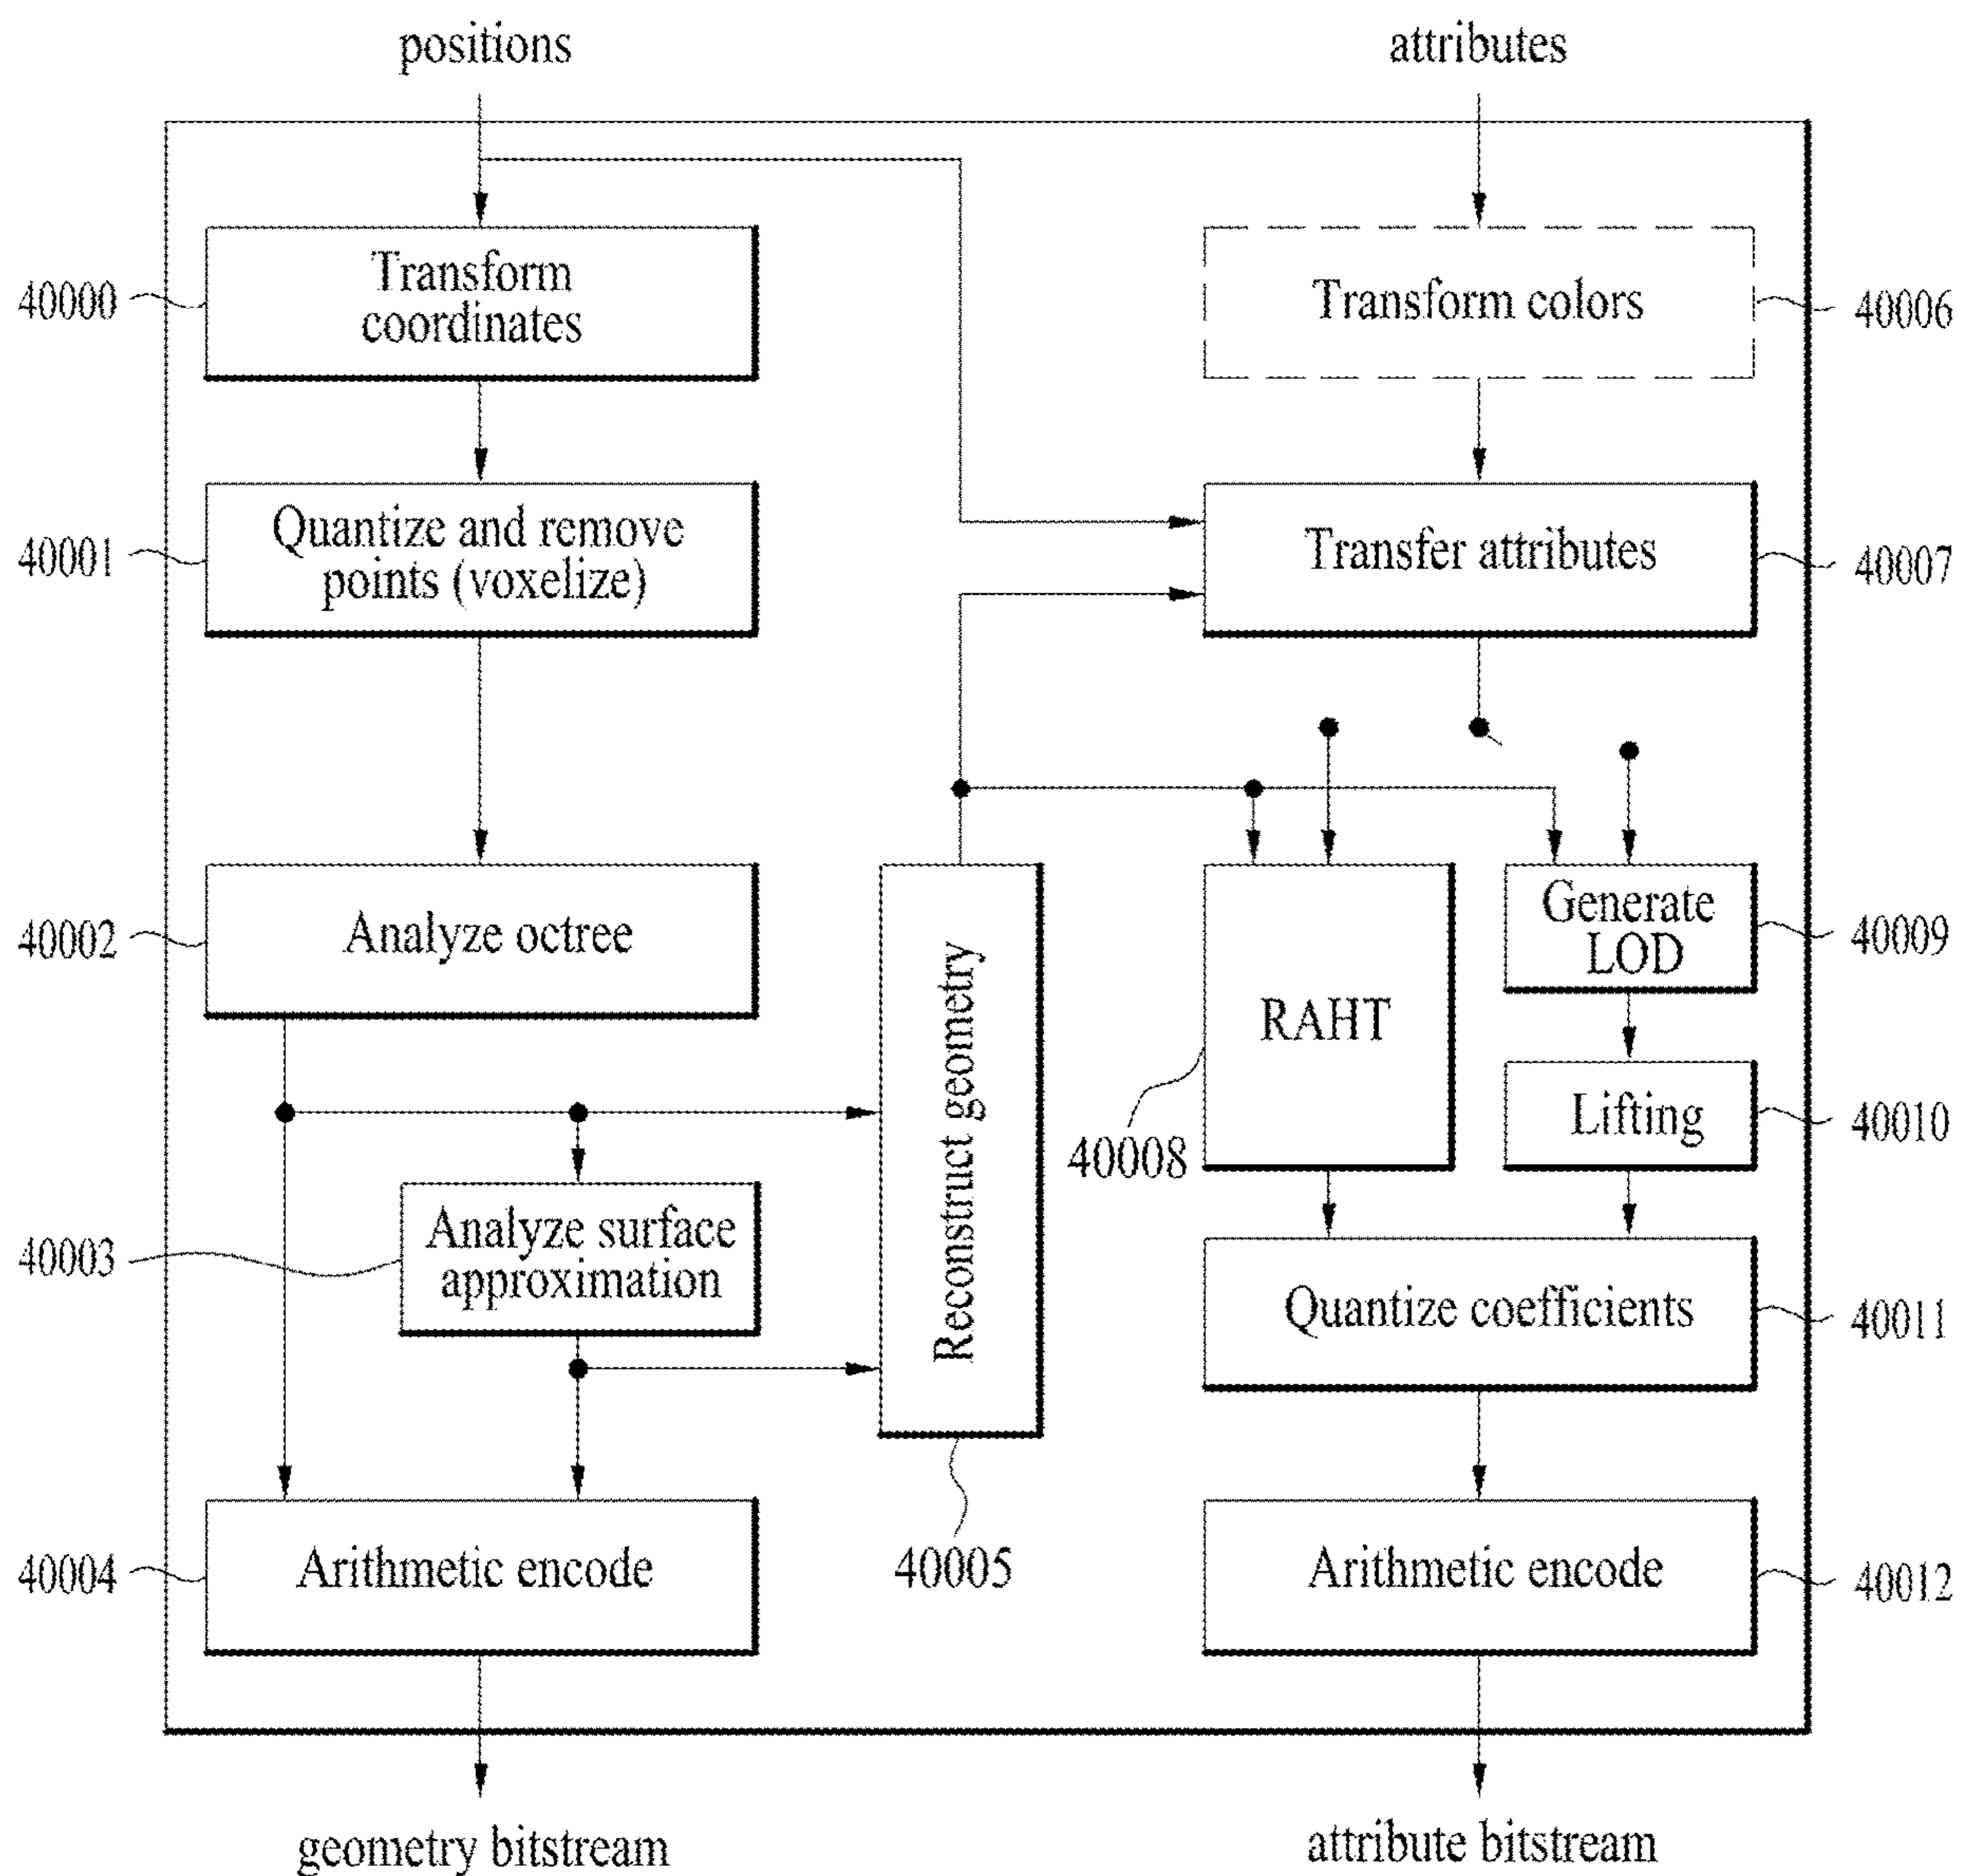 positions
attributes
Transform
coordinates
40000
Transform colors
40006
Quantize and remove
points (voxelize)
40001
Transfer attributes
40007
Analyze octree
40002
Reconstruct geometry
40005
RAHT
40008
Generate
LOD
40009
Lifting
40010
Analyze surface
approximation
40003
Quantize coefficients
40011
Arithmetic encode
40004
Arithmetic encode
40012
geometry bitstream
attribute bitstream